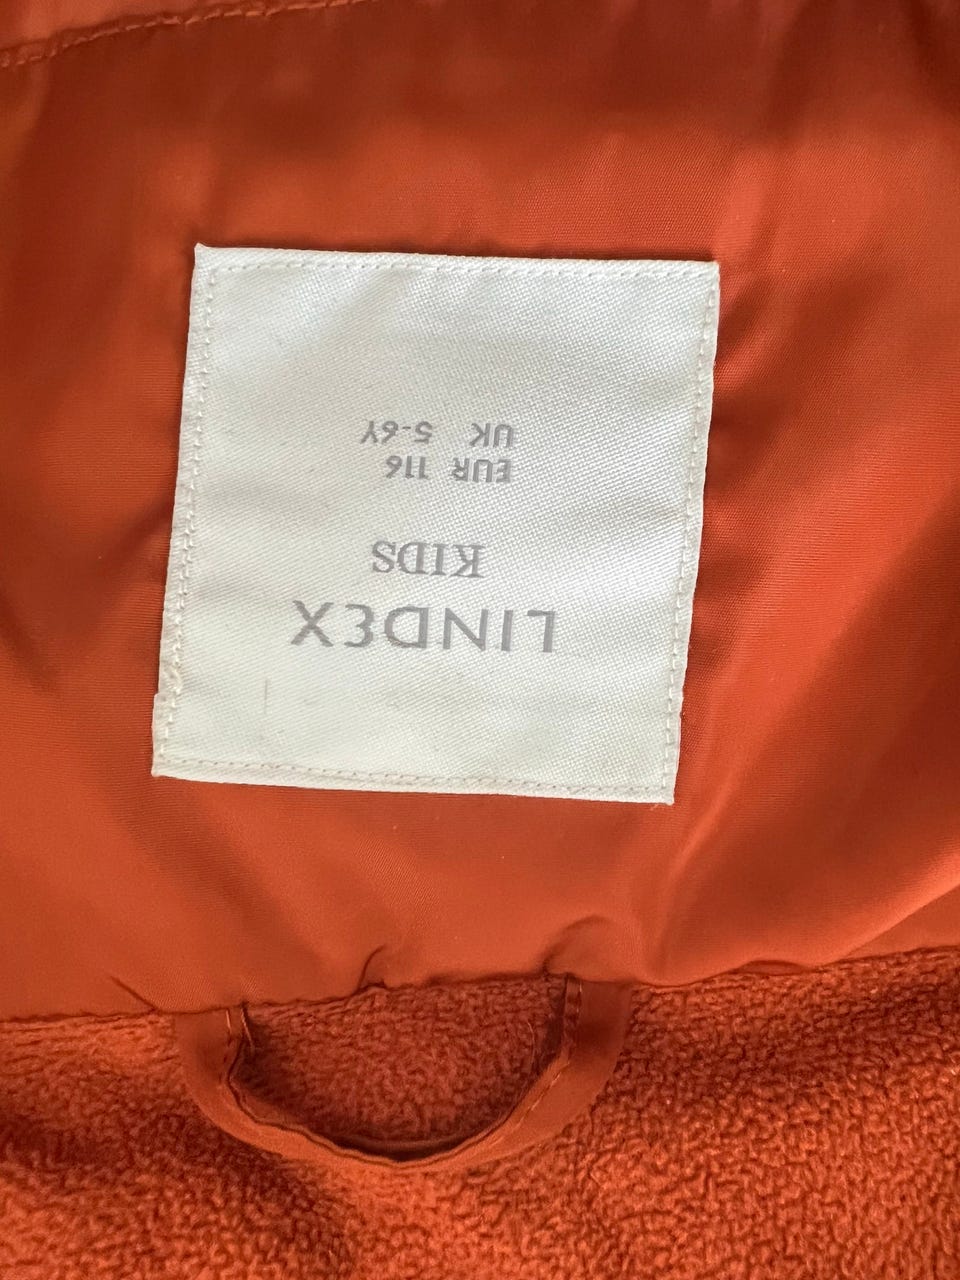 LINDEX
KIDS
EUR 116
UK 5-6Y